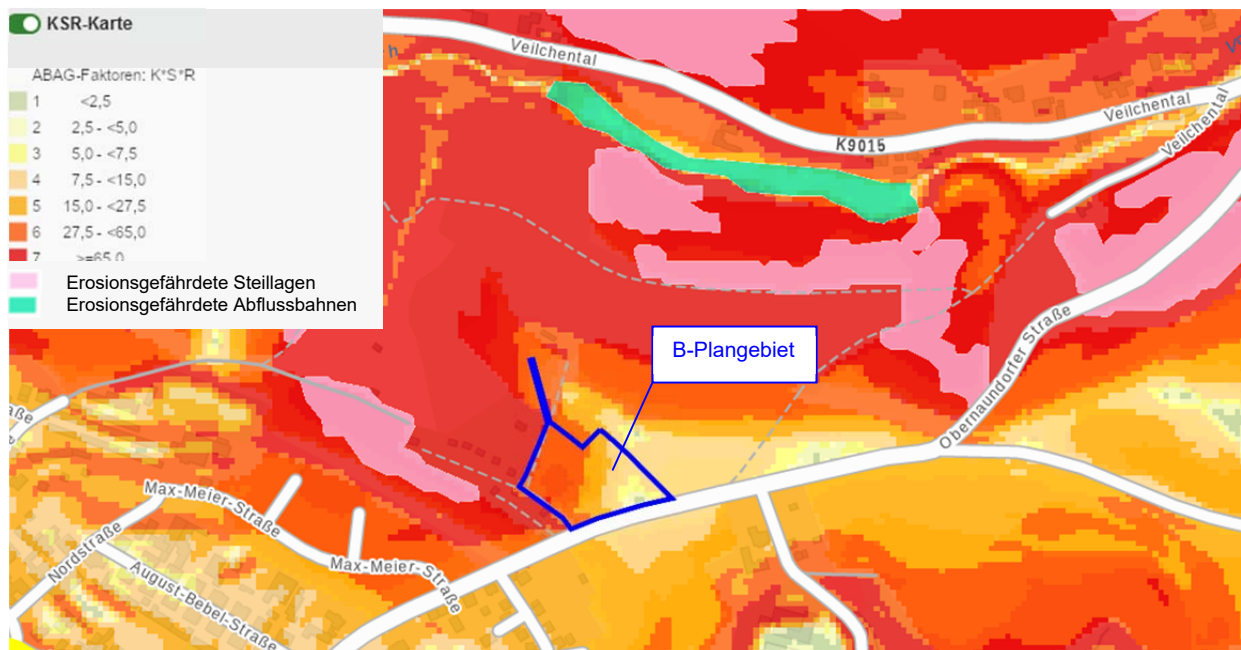 KSR-Karte
ABAG-Faktoren: K*S*R
1 <2,5
2 2,5 - <5,0
3 5,0 - <7,5
4 7,5 - <15,0
5 15,0 - <27,5
6 27,5 - <65,0
7 >=65,0
Erosionsgefährdete Steillagen
Erosionsgefährdete Abflussbahnen
h
Veilchental
K9015
Veilchental
Veilchental
Ve
B-Plangebiet
Obernaundorfer Straße
aße
Max-Meier-Straße
Nordstraße
Max-Meier-Straße
August-Bebel-Straße